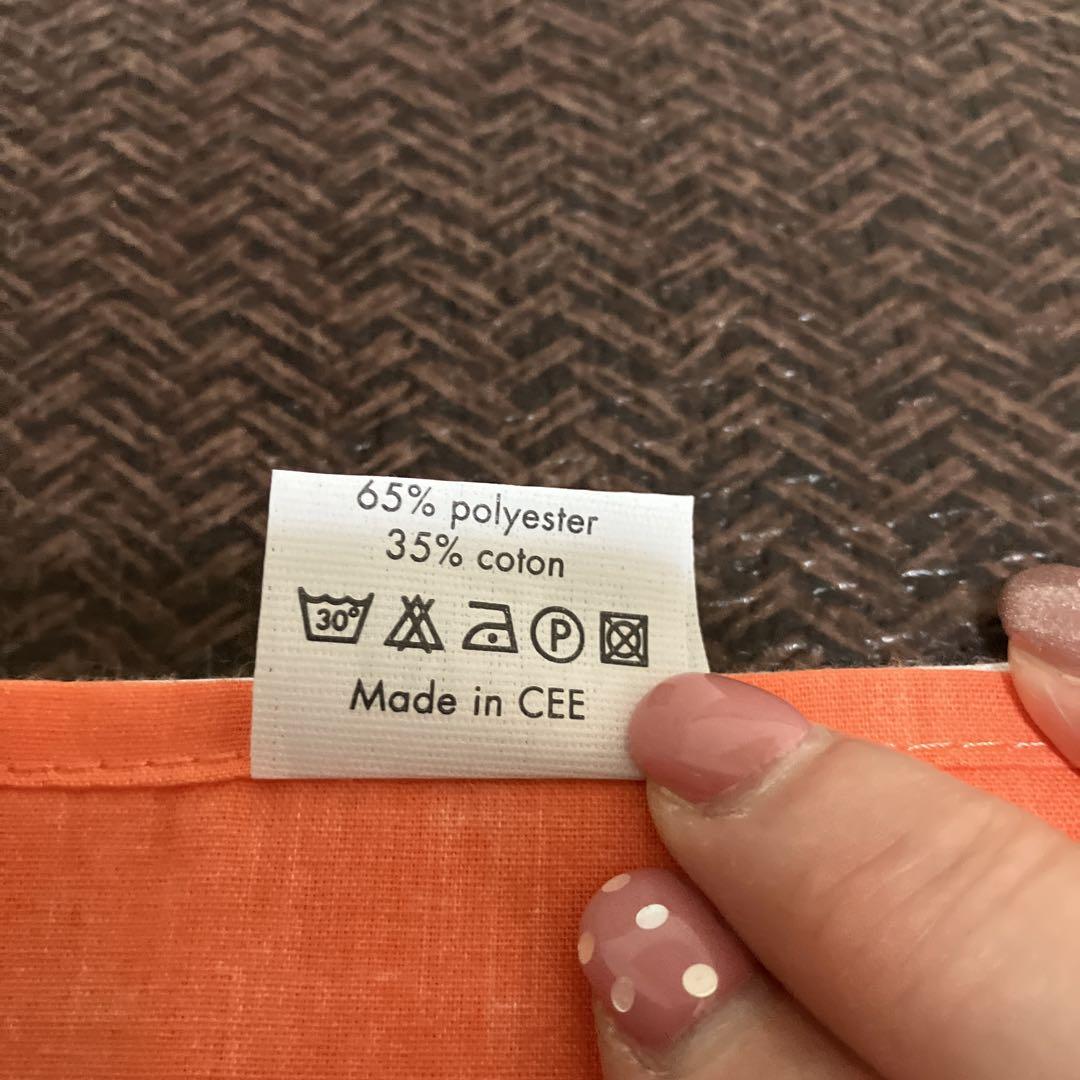 65% polyester
35% coton
30° P
Made in CEE